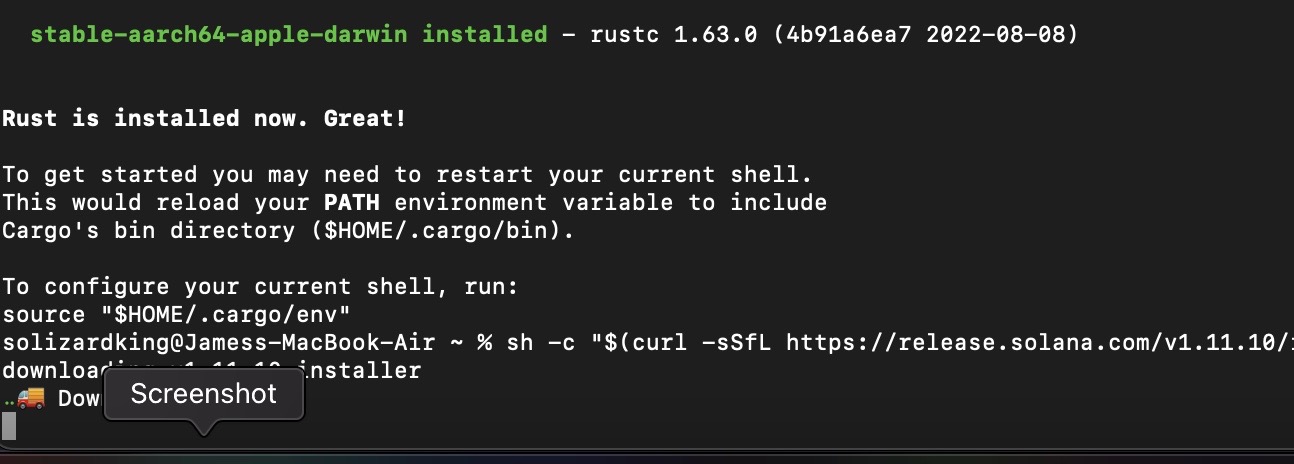 stable-aarch64-apple-darwin installed - rustc 1.63.0 (4b91a6ea7 2022-08-08)
Rust is installed now. Great!
To get started you may need to restart your current shell.
This would reload your PATH environment variable to include
Cargo's bin directory ($HOME/.cargo/bin).
To configure your current shell, run:
source "$HOME/.cargo/env"
solizardking@Jamess-MacBook-Air ~ % sh -c "$(curl -sSfL https://release.solana.com/v1.11.10/
downloading v1.11.10 installer
..🚚 Dow
Screenshot